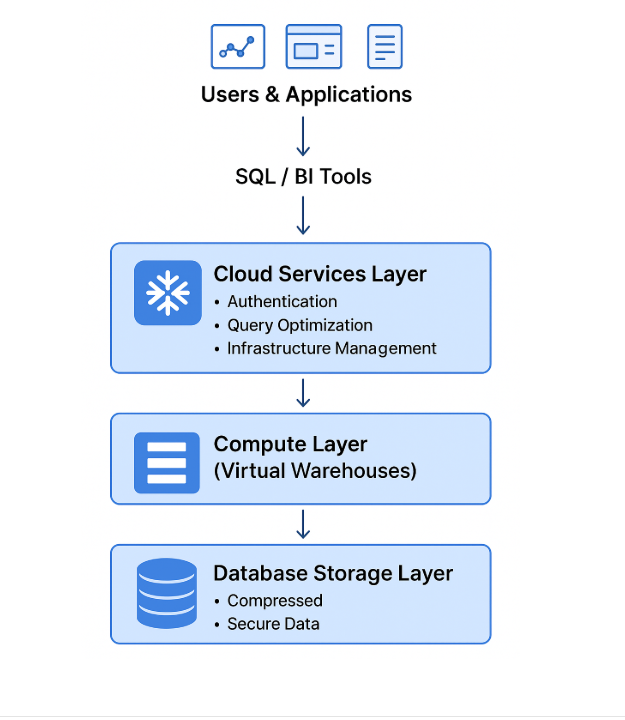 Users & Applications
SQL / BI Tools
Cloud Services Layer
• Authentication
• Query Optimization
• Infrastructure Management
Compute Layer
(Virtual Warehouses)
Database Storage Layer
• Compressed
• Secure Data